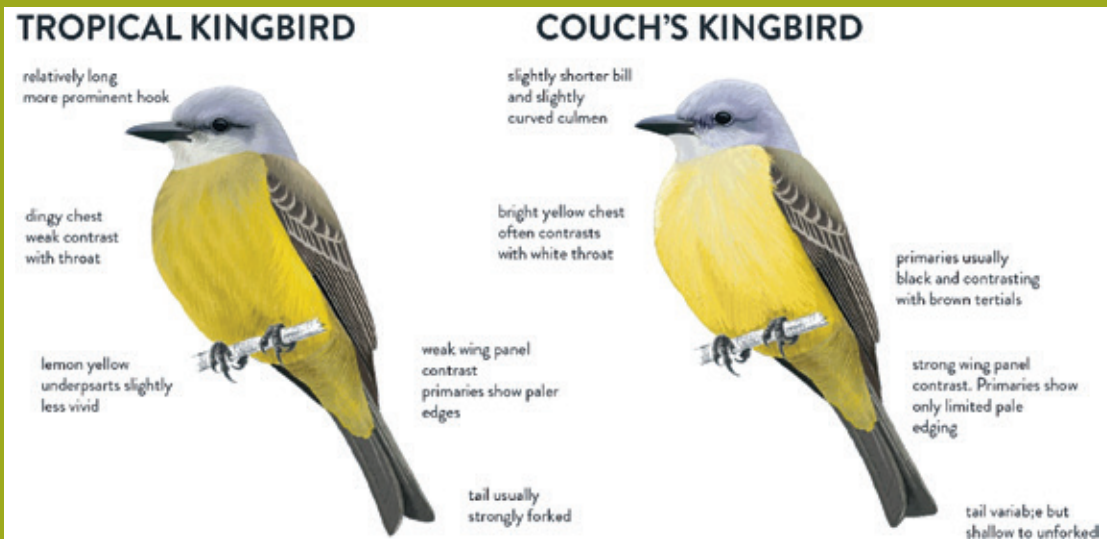 TROPICAL KINGBIRD
relatively long
more prominent hook
dingy chest
weak contrast
with throat
lemon yellow
underpsarts slightly
less vivid
weak wing panel
contrast
primaries show paler
edges
tail usually
strongly forked
COUCH'S KINGBIRD
slightly shorter bill
and slightly
curved culmen
bright yellow chest
often contrasts
with white throat
primaries usually
black and contrasting
with brown tertials
strong wing panel
contrast. Primaries show
only limited pale
edging
tail variab;e but
shallow to unforked